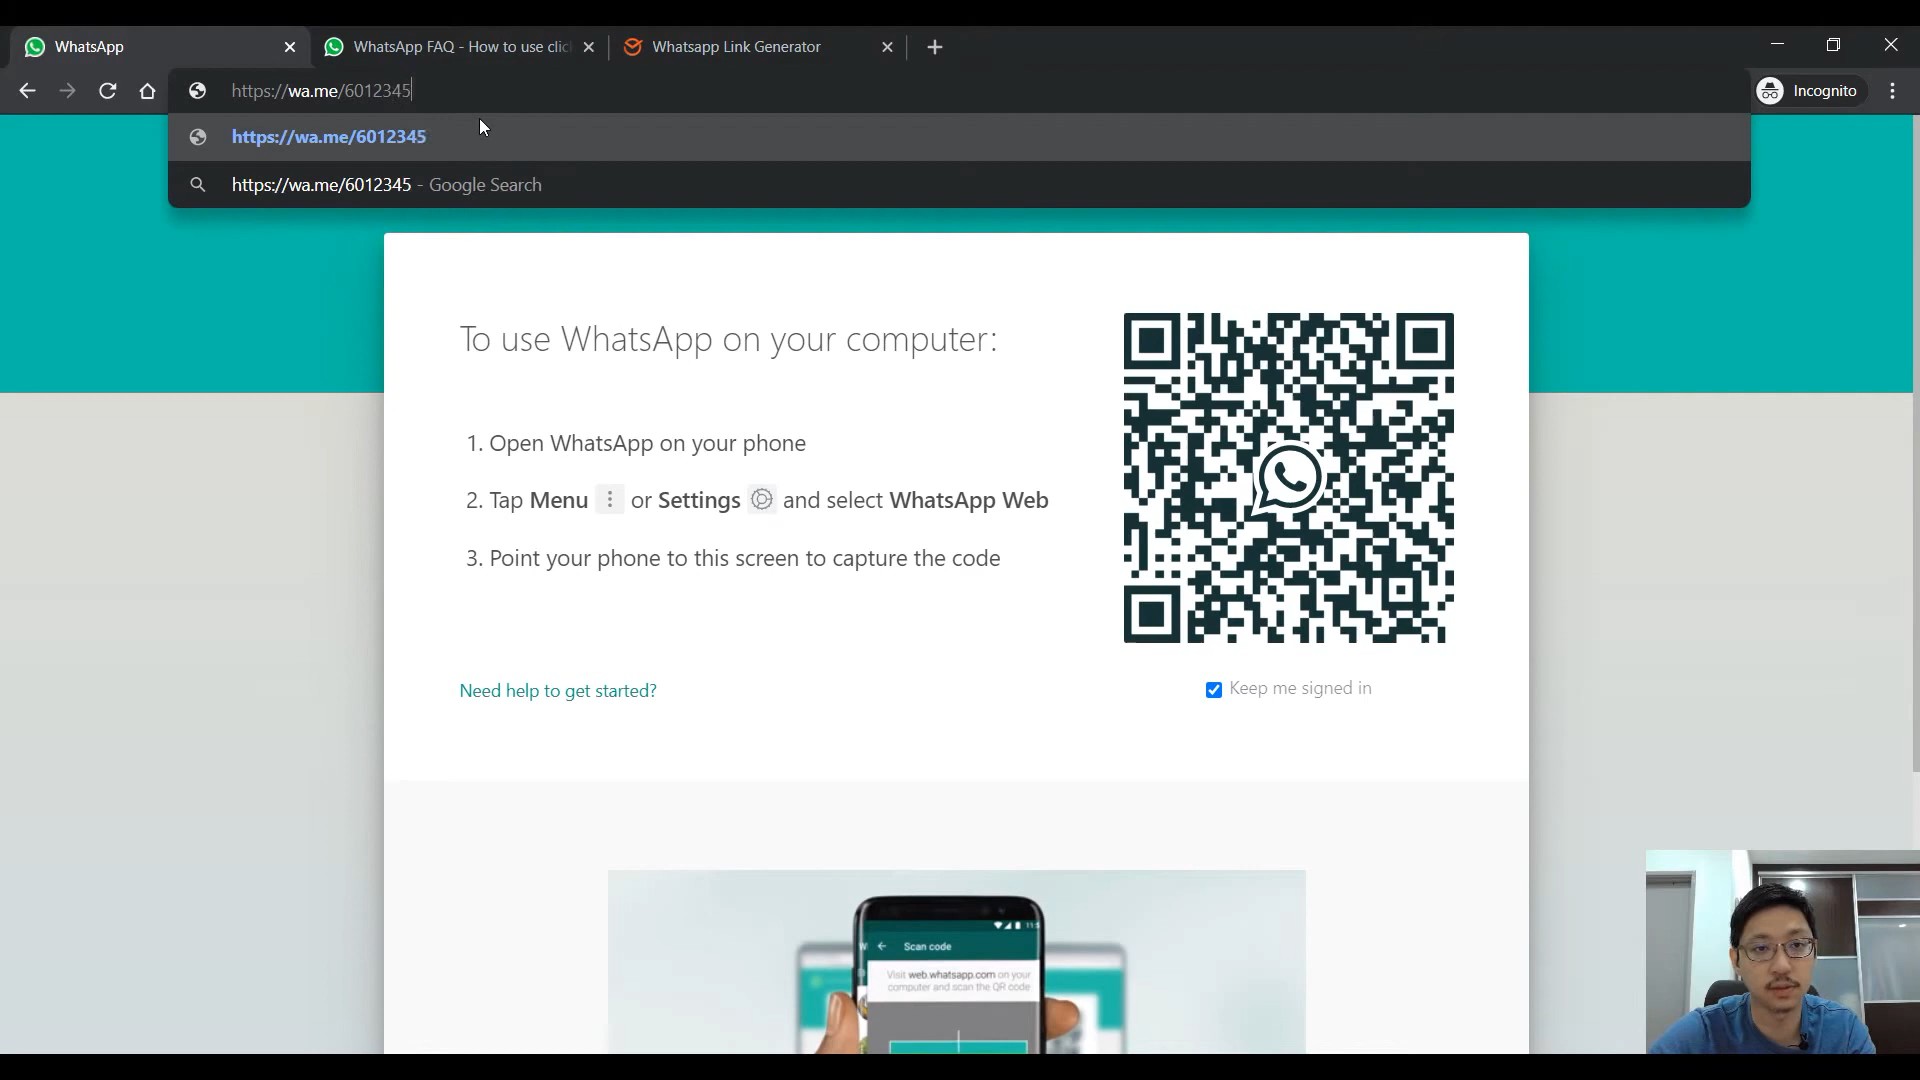 WhatsApp
WhatsApp FAQ - How to use clic
Whatsapp Link Generator
https://wa.me/6012345
Incognito
https://wa.me/6012345
https://wa.me/6012345 - Google Search
To use WhatsApp on your computer:
1. Open WhatsApp on your phone
2. Tap Menu or Settings and select WhatsApp Web
3. Point your phone to this screen to capture the code
Need help to get started?
Keep me signed in
Scan code
Visit web.whatsapp.com on your
computer and scan the QR code